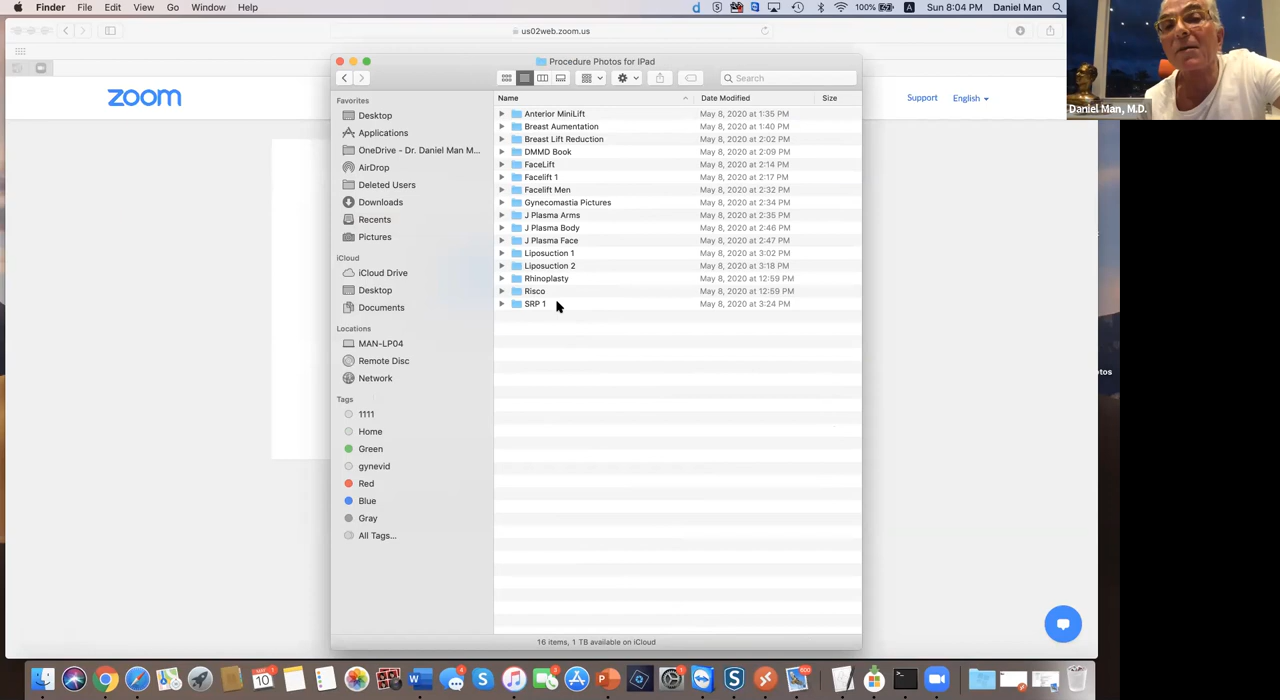 Finder File Edit View Go Window Help
100% A Sun 8:04 PM Daniel Man
us02web.zoom.us
zoom
Support English
Daniel Man, M.D.
Procedure Photos for IPad
Search
Favorites
Desktop
Applications
OneDrive - Dr. Daniel Man M...
AirDrop
Deleted Users
Downloads
Recents
Pictures
iCloud
iCloud Drive
Desktop
Documents
Locations
MAN-LP04
Remote Disc
Network
Tags
1111
Home
Green
gynevid
Red
Blue
Gray
All Tags...
Name Date Modified Size
Anterior MiniLift May 8, 2020 at 1:35 PM
Breast Aumentation May 8, 2020 at 1:40 PM
Breast Lift Reduction May 8, 2020 at 2:02 PM
DMMD Book May 8, 2020 at 2:09 PM
FaceLift May 8, 2020 at 2:14 PM
Facelift 1 May 8, 2020 at 2:17 PM
Facelift Men May 8, 2020 at 2:32 PM
Gynecomastia Pictures May 8, 2020 at 2:34 PM
J Plasma Arms May 8, 2020 at 2:35 PM
J Plasma Body May 8, 2020 at 2:46 PM
J Plasma Face May 8, 2020 at 2:47 PM
Liposuction 1 May 8, 2020 at 3:02 PM
Liposuction 2 May 8, 2020 at 3:18 PM
Rhinoplasty May 8, 2020 at 12:59 PM
Risco May 8, 2020 at 12:59 PM
SRP 1 May 8, 2020 at 3:24 PM
16 items, 1 TB available on iCloud
otos
MAY
10